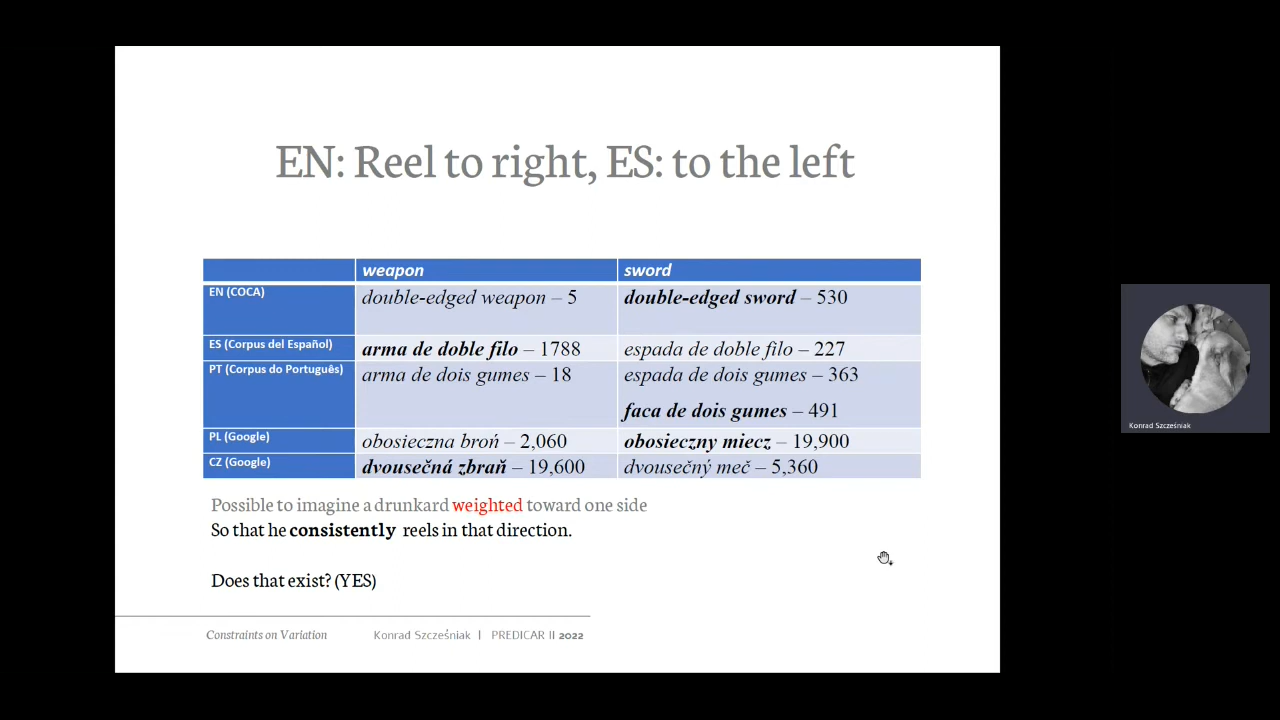 EN: Reel to right, ES: to the left
weapon sword
EN (COCA) double-edged weapon – 5 double-edged sword – 530
ES (Corpus del Español) arma de doble filo – 1788 espada de doble filo – 227
PT (Corpus do Português) arma de dois gumes – 18 espada de dois gumes – 363
faca de dois gumes – 491
PL (Google) obosieczna broń – 2,060 obosieczny miecz – 19,900
CZ (Google) dvousečná zbraň – 19,600 dvousečný meč – 5,360
Possible to imagine a drunkard weighted toward one side
So that he consistently reels in that direction.
Does that exist? (YES)
Constraints on Variation Konrad Szcześniak | PREDICAR II 2022
Konrad Szcześniak